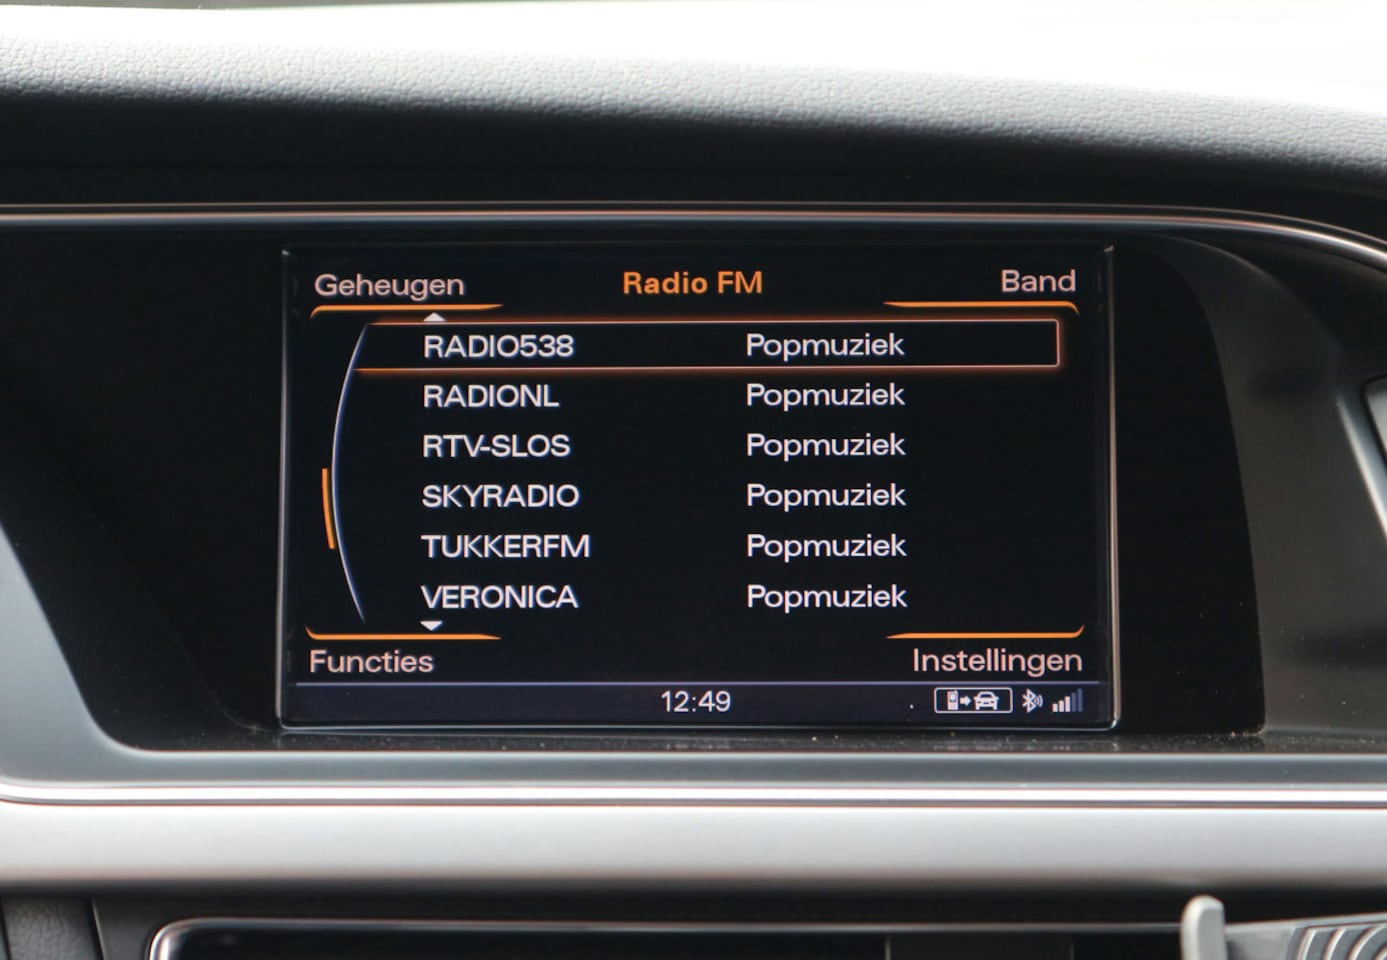 Geheugen Radio FM Band
RADIO538 Popmuziek
RADIONL Popmuziek
RTV-SLOS Popmuziek
SKYRADIO Popmuziek
TUKKERFM Popmuziek
VERONICA Popmuziek
Functies Instellingen
12:49